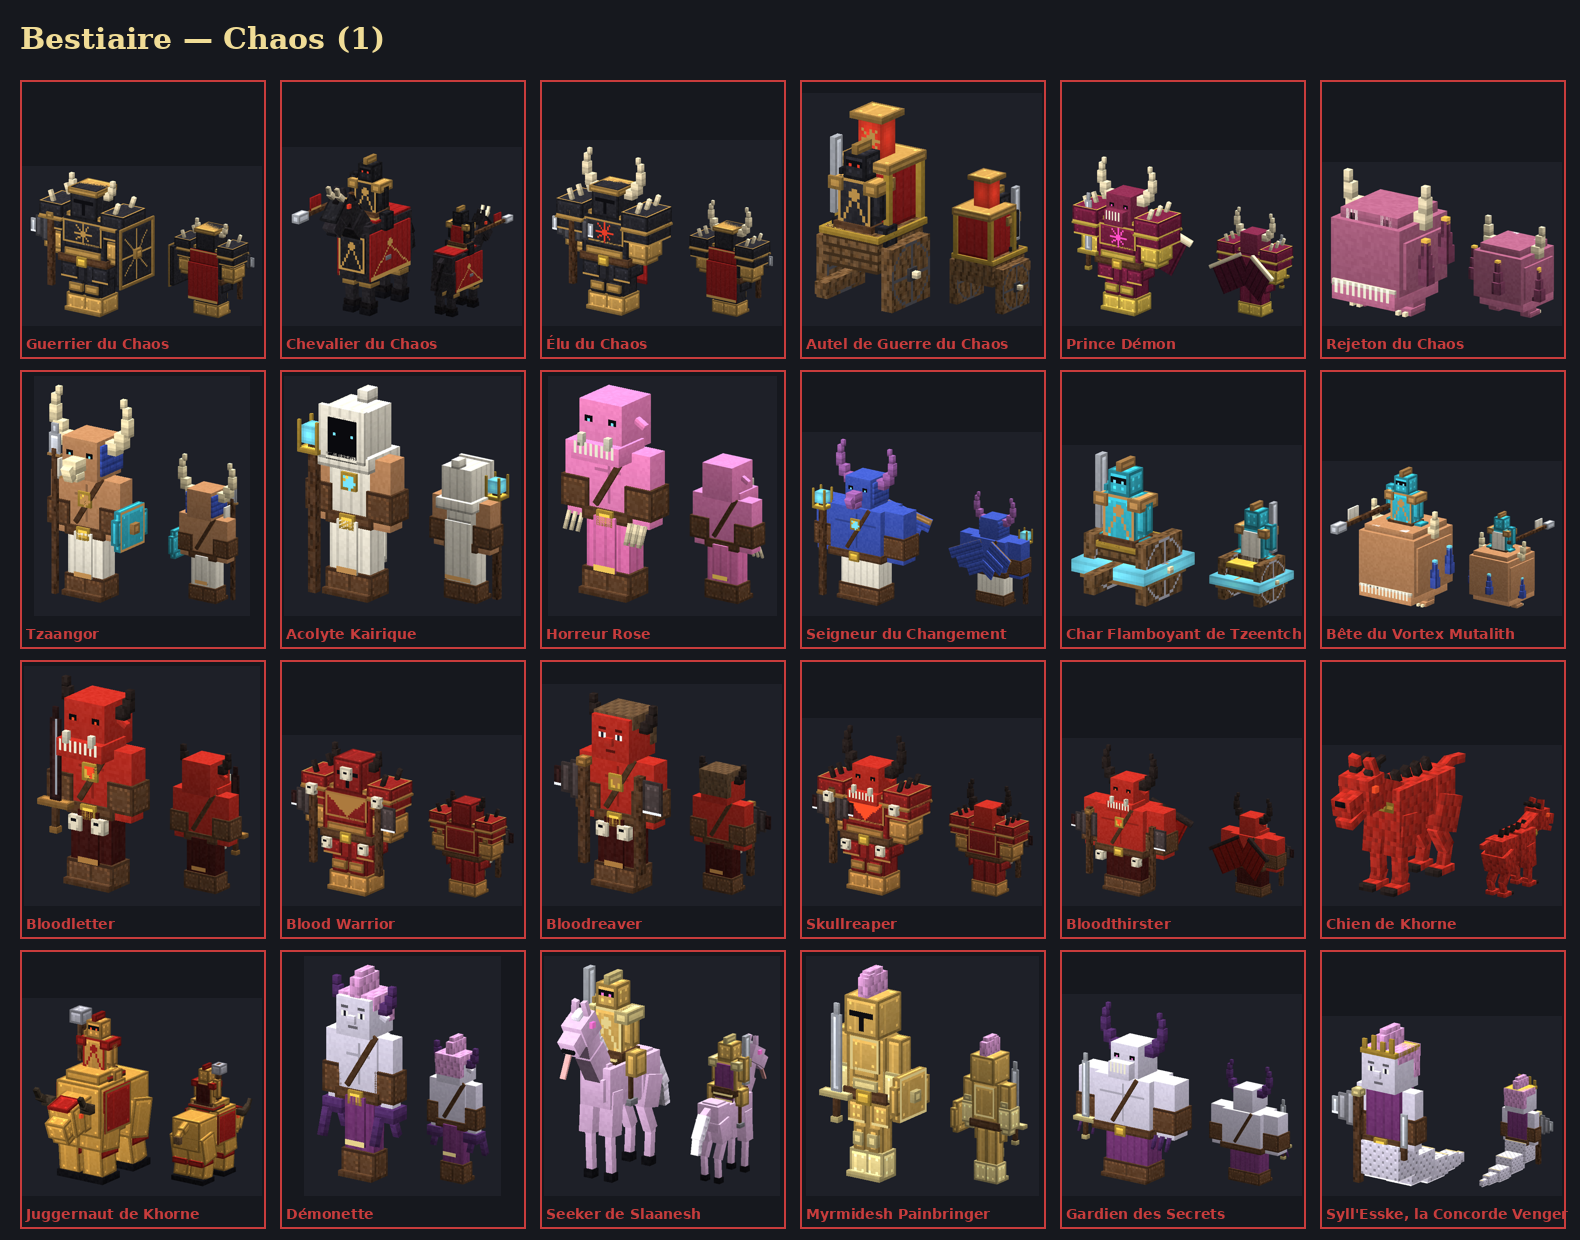 Bestiaire — Chaos (1)
Guerrier du Chaos
Chevalier du Chaos
Élu du Chaos
Autel de Guerre du Chaos
Prince Démon
Rejeton du Chaos
Tzaangor
Acolyte Kairique
Horreur Rose
Seigneur du Changement
Char Flamboyant de Tzeentch
Bête du Vortex Mutalith
Bloodletter
Blood Warrior
Bloodreaver
Skullreaper
Bloodthirster
Chien de Khorne
Juggernaut de Khorne
Démonette
Seeker de Slaanesh
Myrmidesh Painbringer
Gardien des Secrets
Syll'Esske, la Concorde Venger